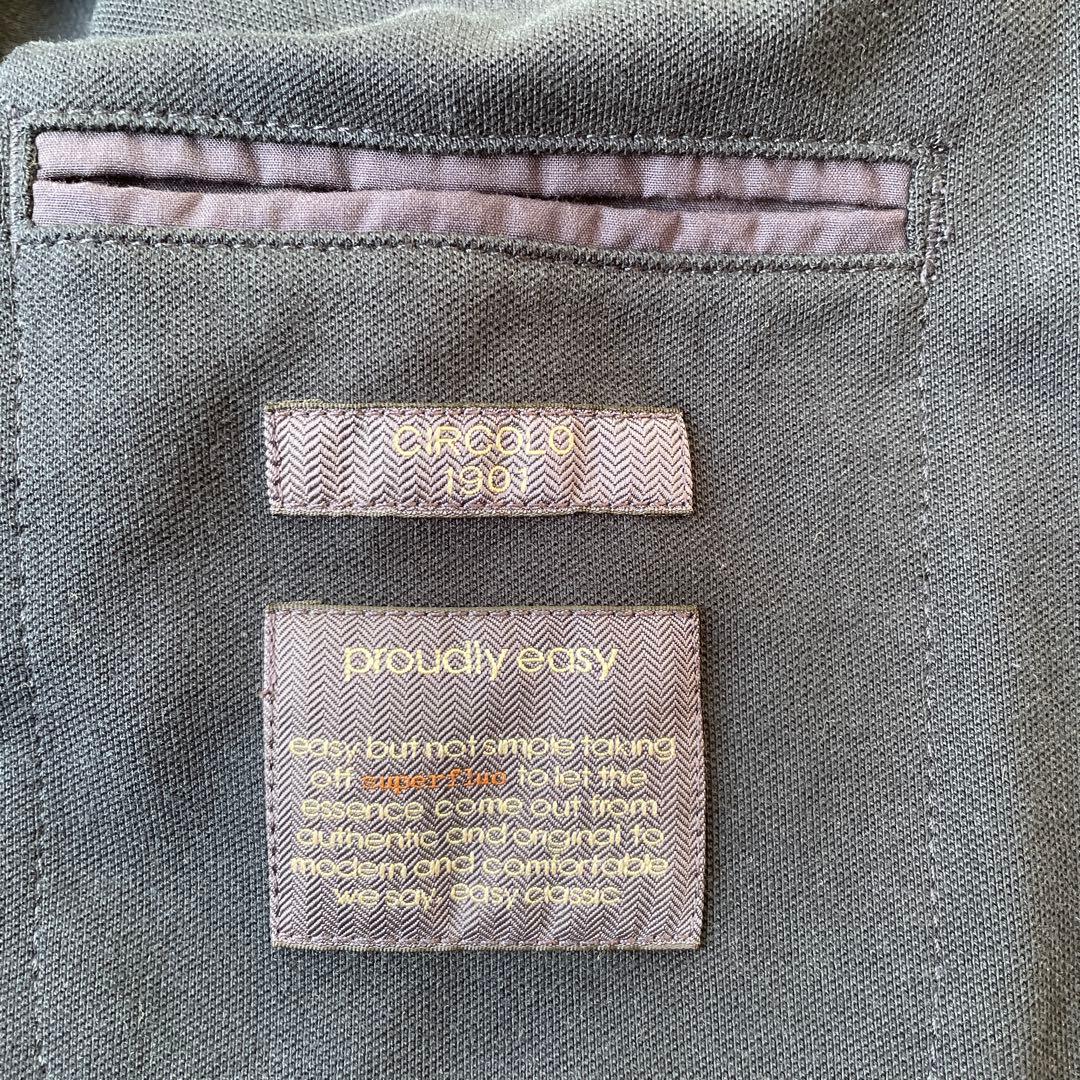 CIRCOLO
1901
proudly easy
easy but not simple taking
off superfluo to let the
essence come out from
authentic and original to
modern and comfortable
we say, easy classic